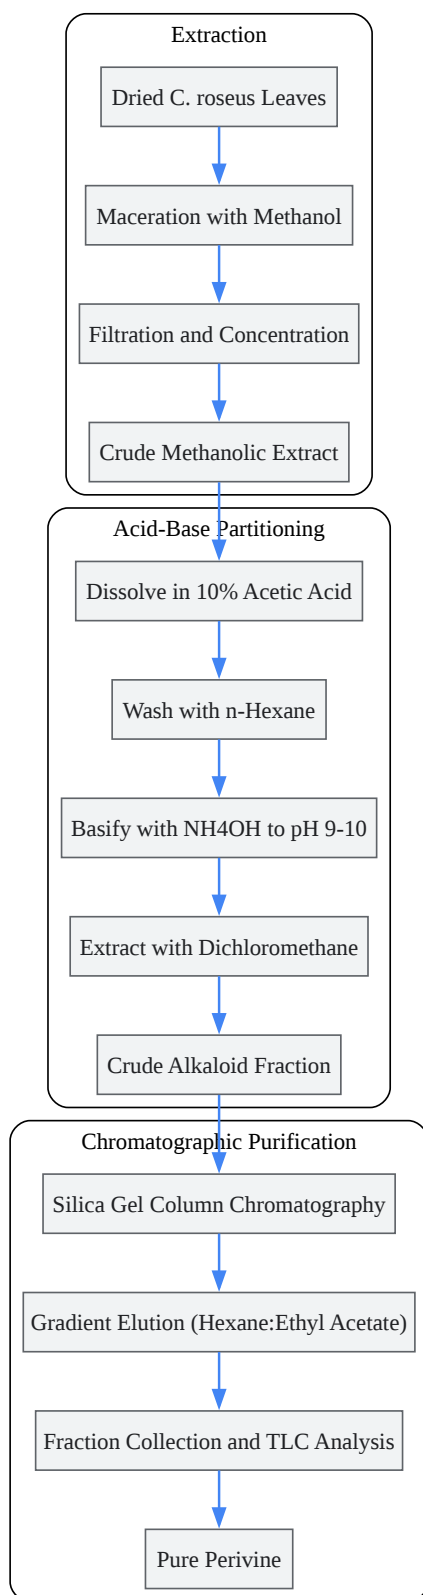 Extraction
Dried C. roseus Leaves
Maceration with Methanol
Filtration and Concentration
Crude Methanolic Extract
Acid-Base Partitioning
Dissolve in 10% Acetic Acid
Wash with n-Hexane
Basify with NH4OH to pH 9-10
Extract with Dichloromethane
Crude Alkaloid Fraction
Chromatographic Purification
Silica Gel Column Chromatography
Gradient Elution (Hexane:Ethyl Acetate)
Fraction Collection and TLC Analysis
Pure Perivine